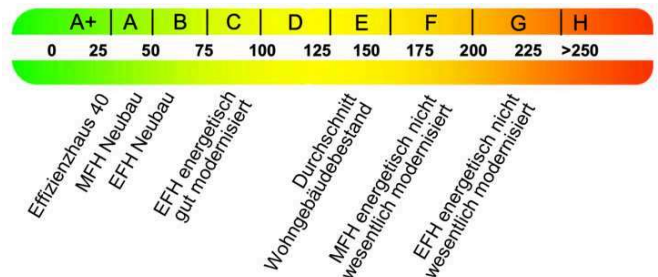 A+ A B C D E F G H
0 25 50 75 100 125 150 175 200 225 >250
Effizienzhaus 40
MFH Neubau
EFH Neubau
EFH energetisch
gut modernisiert
Durchschnitt
Wohngebäudebestand
MFH energetisch nicht
wesentlich modernisiert
EFH energetisch nicht
wesentlich modernisiert